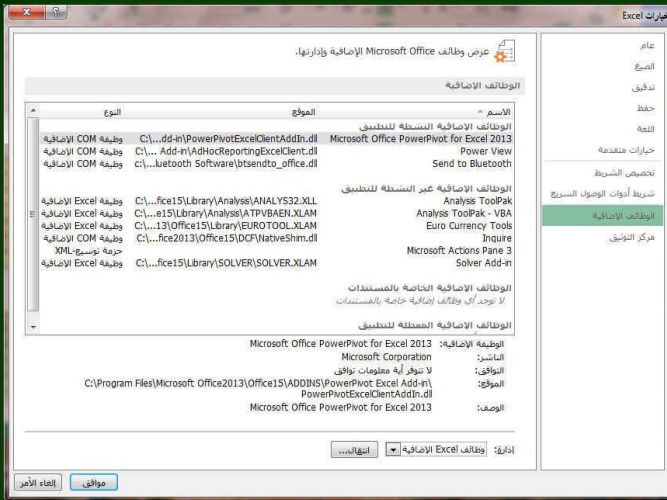 خيارات Excel
عام
الصيغ
تدقيق
حفظ
اللغة
خيارات متقدمة
تخصيص الشريط
شريط أدوات الوصول السريع
الوظائف الإضافية
مركز التوثيق
عرض وظائف Microsoft Office الإضافية وإدارتها.
الوظائف الإضافية
الاسم الموقع النوع
الوظائف الإضافية النشطة للتطبيق
Microsoft Office PowerPivot for Excel 2013 C:\...dd-in\PowerPivotExcelClientAddIn.dll وظيفة COM الإضافية
Power View C:\... Add-in\AdHocReportingExcelClient.dll وظيفة COM الإضافية
Send to Bluetooth c:\...luetooth Software\btsendto_office.dll وظيفة COM الإضافية
الوظائف الإضافية غير النشطة للتطبيق
Analysis ToolPak C:\...fice15\Library\Analysis\ANALYS32.XLL وظيفة Excel الإضافية
Analysis ToolPak - VBA C:\...e15\Library\Analysis\ATPVBAEN.XLAM وظيفة Excel الإضافية
Euro Currency Tools C:\...13\Office15\Library\EUROTOOL.XLAM وظيفة Excel الإضافية
Inquire C:\...fice2013\Office15\DCF\NativeShim.dll وظيفة COM الإضافية
Microsoft Actions Pane 3 حزمة توسيع-XML
Solver Add-in C:\...fice15\Library\SOLVER\SOLVER.XLAM وظيفة Excel الإضافية
الوظائف الإضافية الخاصة بالمستندات
لا توجد أي وظائف إضافية خاصة بالمستندات
الوظائف الإضافية المعطلة للتطبيق
الوظيفة الإضافية: Microsoft Office PowerPivot for Excel 2013
الناشر: Microsoft Corporation
التوافق: لا تتوفر أية معلومات توافق
الموقع: C:\Program Files\Microsoft Office2013\Office15\ADDINS\PowerPivot Excel Add-in\
PowerPivotExcelClientAddIn.dll
الوصف: Microsoft Office PowerPivot for Excel 2013
إدارة: وظائف Excel الإضافية انتقال...
موافق إلغاء الأمر